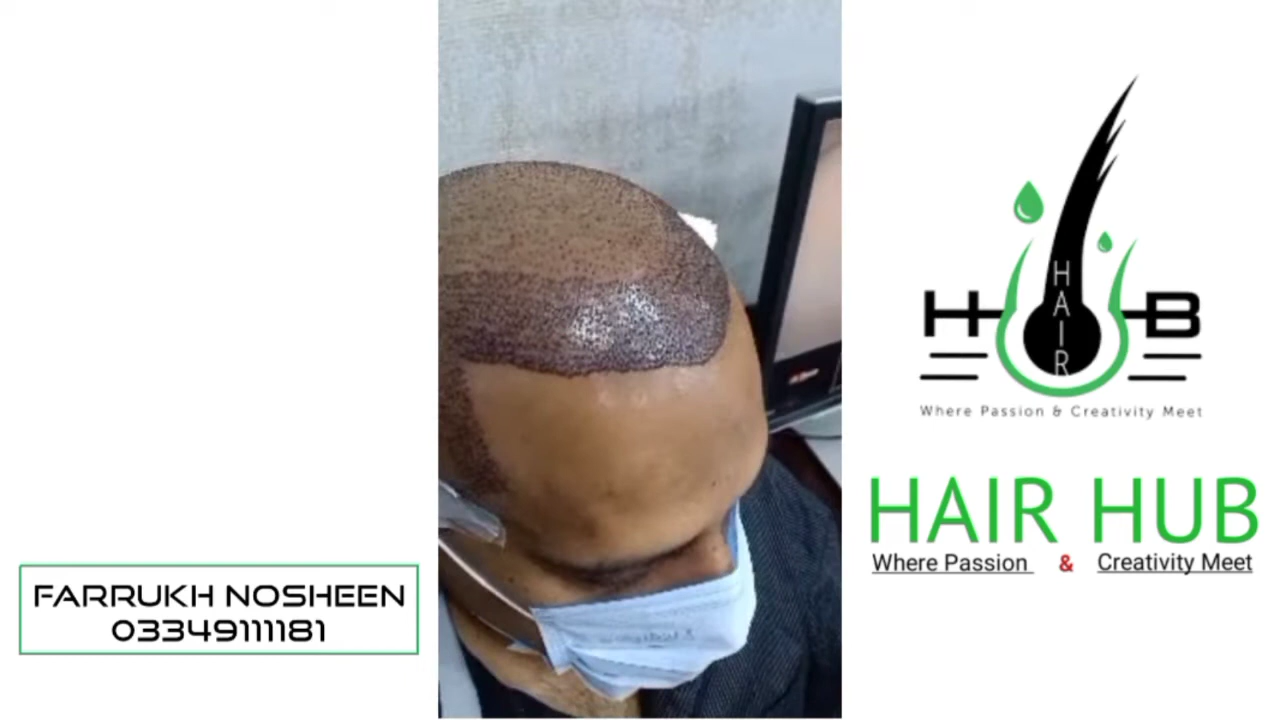 FARRUKH NOSHEEN
03349111181
H B
HAIR
Where Passion & Creativity Meet
HAIR HUB
Where Passion & Creativity Meet